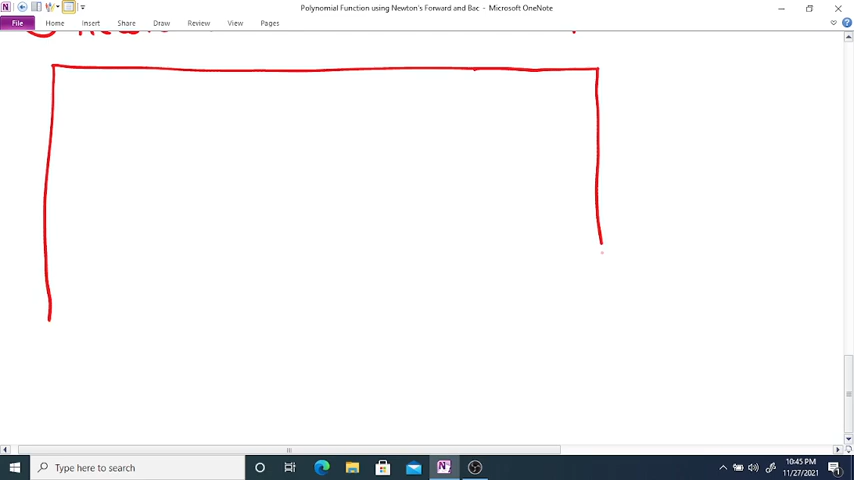 Polynomial Function using Newton's Forward and Bac - Microsoft OneNote
File Home Insert Share Draw Review View Pages
Type here to search
10:45 PM
11/27/2021